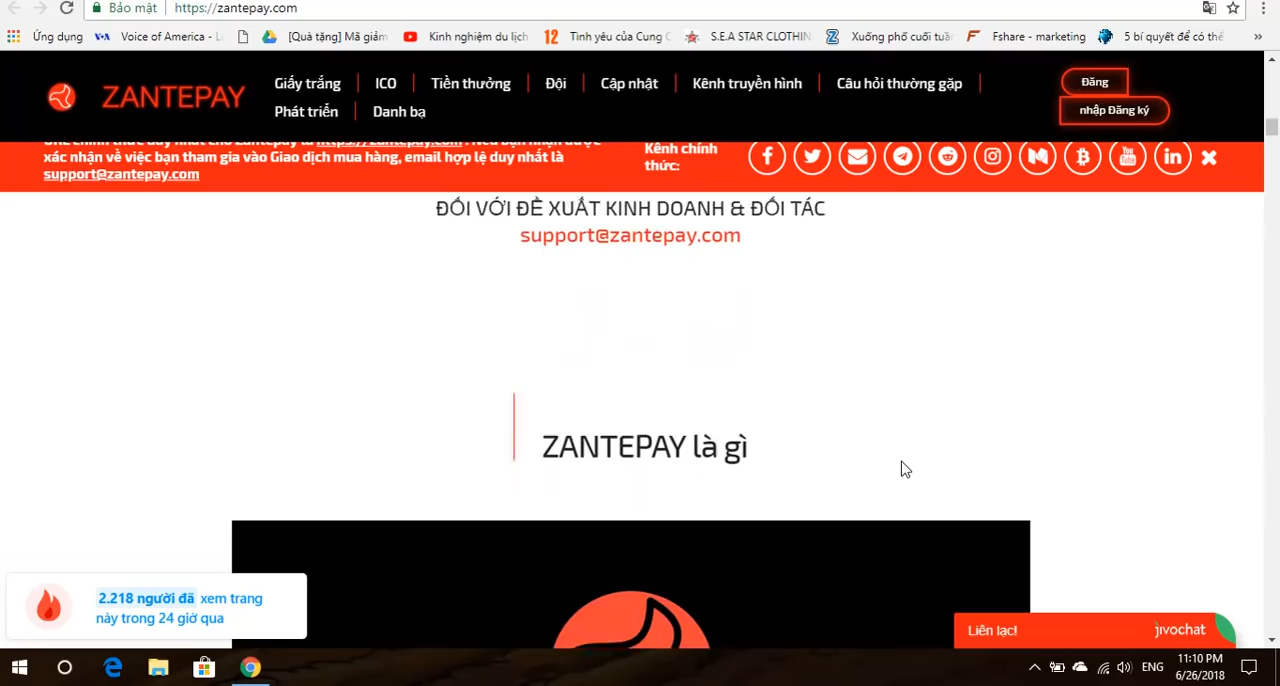 Bảo mật
https://zantepay.com
Ứng dụng
Voice of America - L
[Quà tặng] Mã giảm
Kinh nghiệm du lịch
12
Tình yêu của Cung C
S.E.A STAR CLOTHIN
Xuống phố cuối tuần
Fshare - marketing
5 bí quyết để có thể
»
ZANTEPAY
Giấy trắng
ICO
Tiền thưởng
Đội
Cập nhật
Kênh truyền hình
Câu hỏi thường gặp
Đăng
Phát triển
Danh bạ
nhập Đăng ký
xác nhận về việc bạn tham gia vào Giao dịch mua hàng, email hợp lệ duy nhất là
support@zantepay.com
Kênh chính
thức:
ĐỐI VỚI ĐỀ XUẤT KINH DOANH & ĐỐI TÁC
support@zantepay.com
ZANTEPAY là gì
2.218 người đã xem trang
này trong 24 giờ qua
Liên lạc!
jivochat
ENG
11:10 PM
6/26/2018